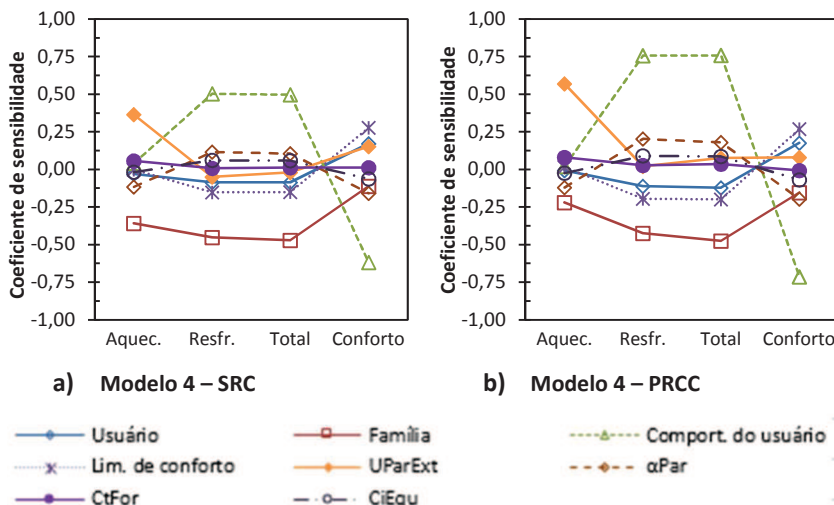 Coeficiente de sensibilidade
1,00
0,75
0,50
0,25
0,00
-0,25
-0,50
-0,75
-1,00
Aquec. Resfr. Total Conforto
a) Modelo 4 – SRC
Coeficiente de sensibilidade
1,00
0,75
0,50
0,25
0,00
-0,25
-0,50
-0,75
-1,00
Aquec. Resfr. Total Conforto
b) Modelo 4 – PRCC
Usuário Família Comport. do usuário
Lim. de conforto UParExt αPar
CtFor CiEqu